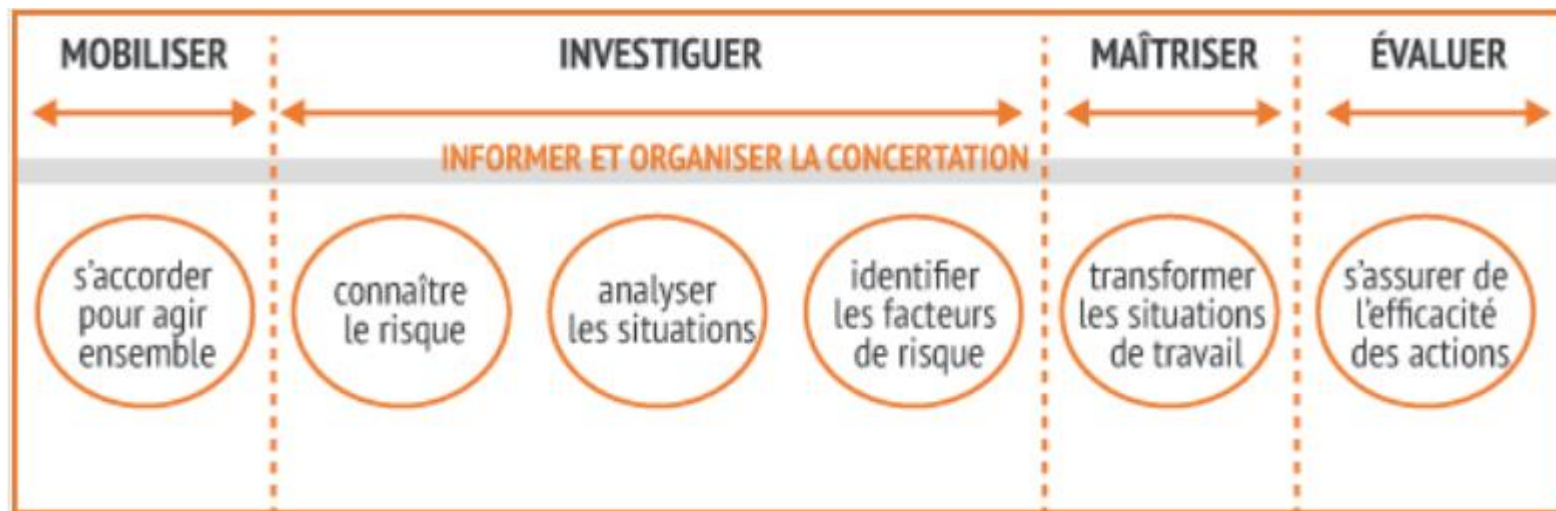 MOBILISER
INVESTIGUER
MAÎTRISER
ÉVALUER
INFORMER ET ORGANISER LA CONCERTATION
s'accorder
pour agir
ensemble
connaître
le risque
analyser
les situations
identifier
les facteurs
de risque
transformer
les situations
de travail
s'assurer de
l'efficacité
des actions